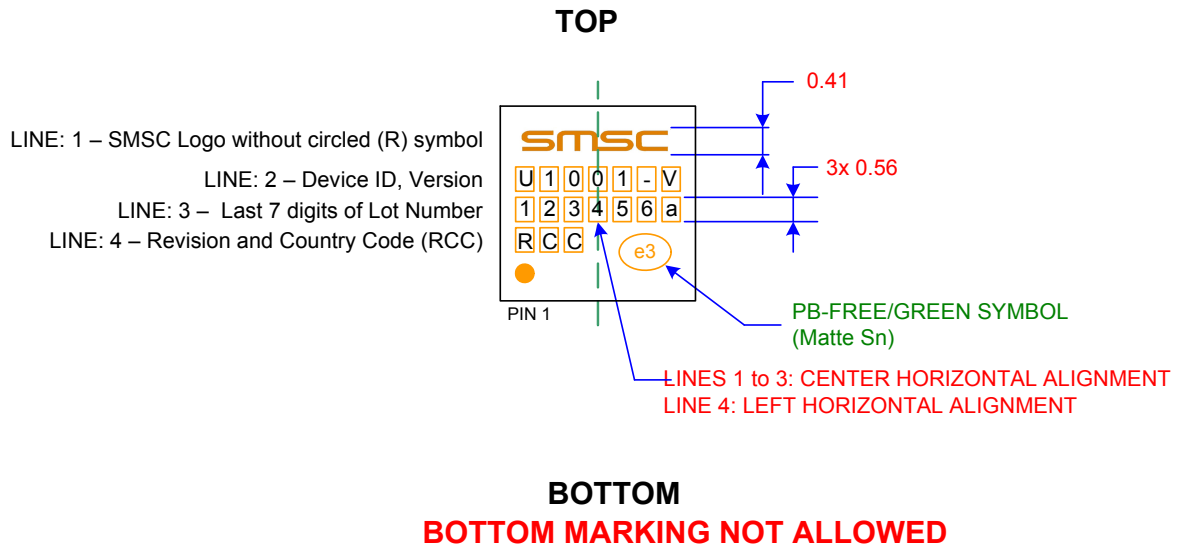 TOP
0.41
LINE: 1 – SMSC Logo without circled (R) symbol
SMSC
3x 0.56
LINE: 2 – Device ID, Version
U1001-V
LINE: 3 – Last 7 digits of Lot Number
123456a
LINE: 4 – Revision and Country Code (RCC)
RCC
e3
PIN 1
PB-FREE/GREEN SYMBOL
(Matte Sn)
LINES 1 to 3: CENTER HORIZONTAL ALIGNMENT
LINE 4: LEFT HORIZONTAL ALIGNMENT
BOTTOM
BOTTOM MARKING NOT ALLOWED